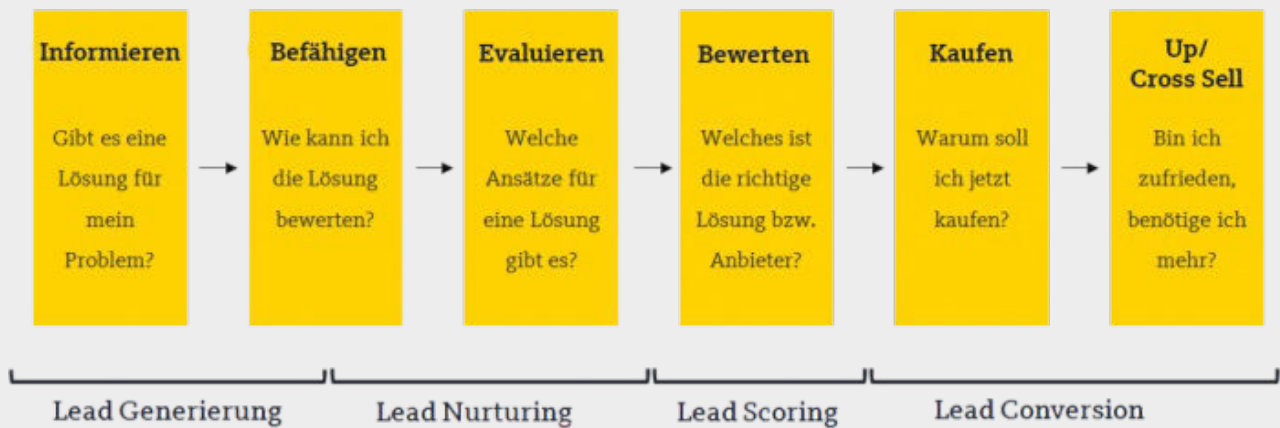 Informieren
Gibt es eine
Lösung für
mein
Problem?
Befähigen
Wie kann ich
die Lösung
bewerten?
Evaluieren
Welche
Ansätze für
eine Lösung
gibt es?
Bewerten
Welches ist
die richtige
Lösung bzw.
Anbieter?
Kaufen
Warum soll
ich jetzt
kaufen?
Up/
Cross Sell
Bin ich
zufrieden,
benötige ich
mehr?
Lead Generierung
Lead Nurturing
Lead Scoring
Lead Conversion